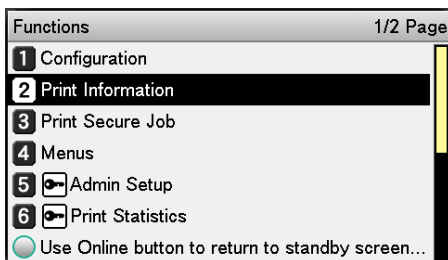 Functions 1/2 Page
1 Configuration
2 Print Information
3 Print Secure Job
4 Menus
5 Admin Setup
6 Print Statistics
Use Online button to return to standby screen...